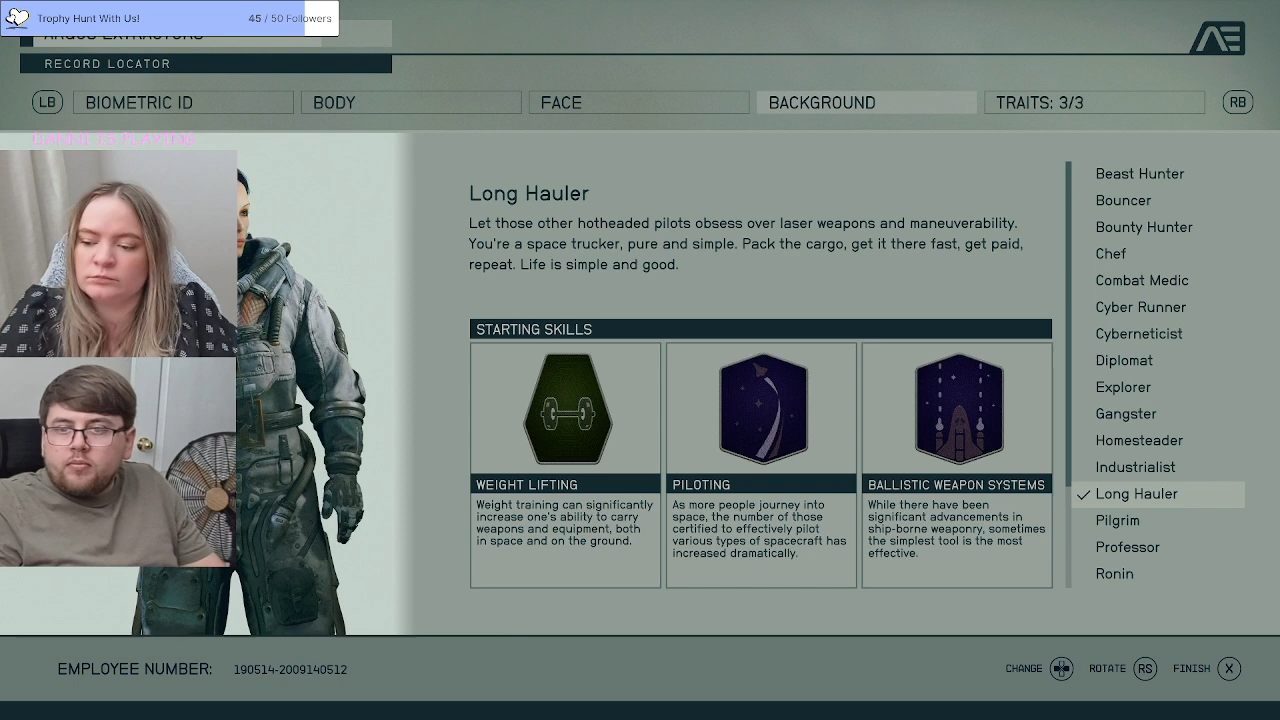 Trophy Hunt With Us!
45 / 50 Followers
ARGOS EXTRACTORS
RECORD LOCATOR
AE
LB
BIOMETRIC ID
BODY
FACE
BACKGROUND
TRAITS: 3/3
RB
DANNI IS PLAYING
Long Hauler
Let those other hotheaded pilots obsess over laser weapons and maneuverability.
You're a space trucker, pure and simple. Pack the cargo, get it there fast, get paid,
repeat. Life is simple and good.
STARTING SKILLS
WEIGHT LIFTING
Weight training can significantly
increase one's ability to carry
weapons and equipment, both
in space and on the ground.
PILOTING
As more people journey into
space, the number of those
certified to effectively pilot
various types of spacecraft has
increased dramatically.
BALLISTIC WEAPON SYSTEMS
While there have been
significant advancements in
ship-borne weaponry, sometimes
the simplest tool is the most
effective.
Beast Hunter
Bouncer
Bounty Hunter
Chef
Combat Medic
Cyber Runner
Cyberneticist
Diplomat
Explorer
Gangster
Homesteader
Industrialist
Long Hauler
Pilgrim
Professor
Ronin
EMPLOYEE NUMBER:
190514-2009140512
CHANGE
ROTATE
RS
FINISH
X